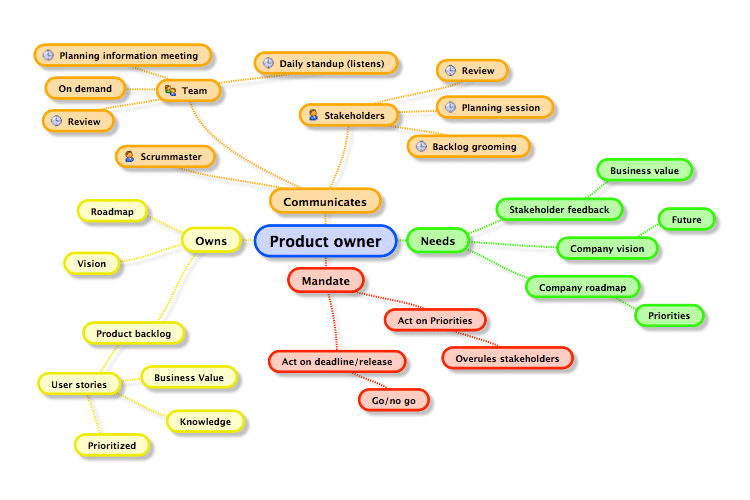 Planning information meeting
Daily standup (listens)
On demand
Team
Review
Scrummaster
Review
Stakeholders
Planning session
Backlog grooming
Communicates
Product owner
Owns
Roadmap
Vision
Product backlog
User stories
Business Value
Knowledge
Prioritized
Needs
Stakeholder feedback
Business value
Company vision
Future
Company roadmap
Priorities
Mandate
Act on Priorities
Overules stakeholders
Act on deadline/release
Go/no go